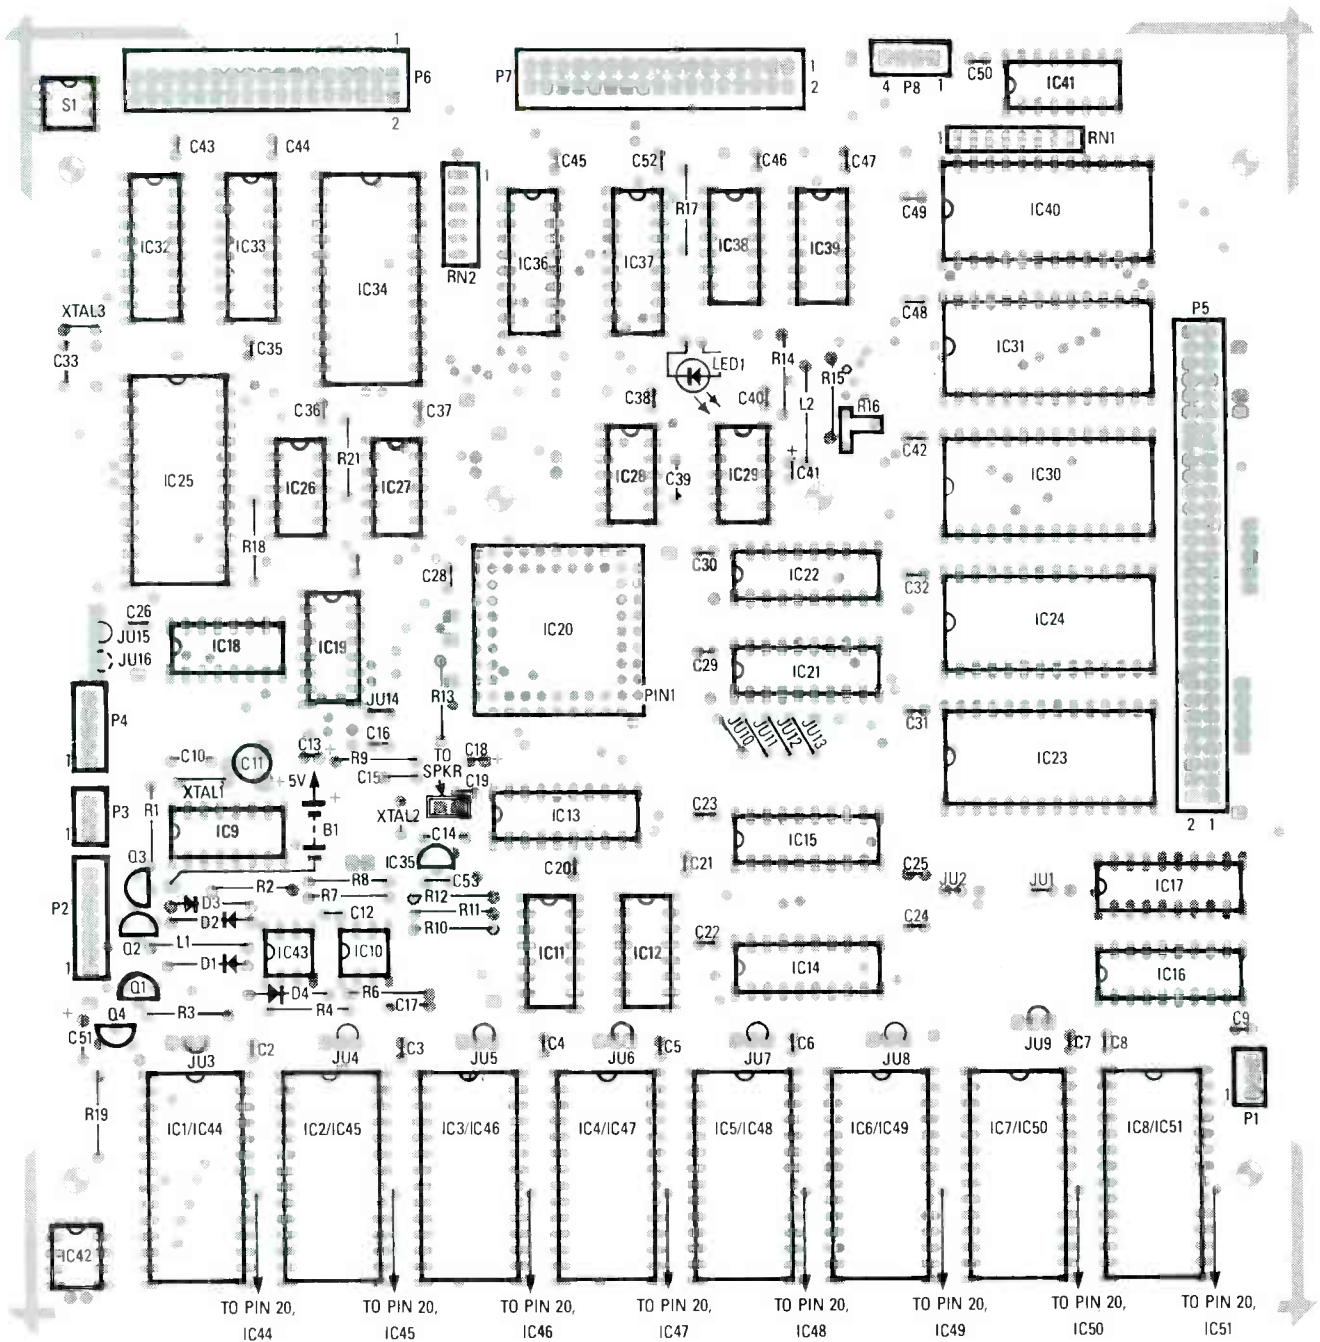 1
P6
2
P7
1
2
4 P8 1
C50
IC41
S1
1
RN1
C43
C44
C45
C52
C46
C47
1
RN2
R17
C49
IC40
IC32
IC33
IC34
IC36
IC37
IC38
IC39
XTAL3
C33
C35
C48
IC31
P5
LED1
R14
R15
L2
R16
C36
C37
C38
C40
C42
IC25
IC26
R21
IC27
IC28
C39
IC29
+
C41
IC30
R18
C28
C30
IC22
C32
IC24
C26
JU15
JU16
IC18
IC19
IC20
PIN1
C29
IC21
R13
JU14
C16
P4
1
JU10
JU11
JU12
JU13
C31
IC23
C10
C11
+
C13
+
R9
C15
TO
SPKR
C18
+
C19
5V
XTAL1
P3
1
R1
IC9
+
B1
XTAL2
C14
IC13
C23
IC15
2 1
IC35
Q3
C20
C21
C25
JU2
JU1
IC17
R2
R8
C53
R7
R12
P2
D3
D2
C12
R11
R10
C24
Q2
L1
IC43
IC10
IC11
IC12
C22
IC14
IC16
1
D1
Q1
D4
R6
R4
C17
R3
+
Q4
C51
C9
JU3
C2
JU4
C3
JU5
C4
JU6
C5
JU7
C6
JU8
JU9
C7
C8
1
P1
R19
IC1/IC44
IC2/IC45
IC3/IC46
IC4/IC47
IC5/IC48
IC6/IC49
IC7/IC50
IC8/IC51
IC42
TO PIN 20,
IC44
TO PIN 20,
IC45
TO PIN 20,
IC46
TO PIN 20,
IC47
TO PIN 20,
IC48
TO PIN 20,
IC49
TO PIN 20,
IC50
TO PIN 20,
IC51